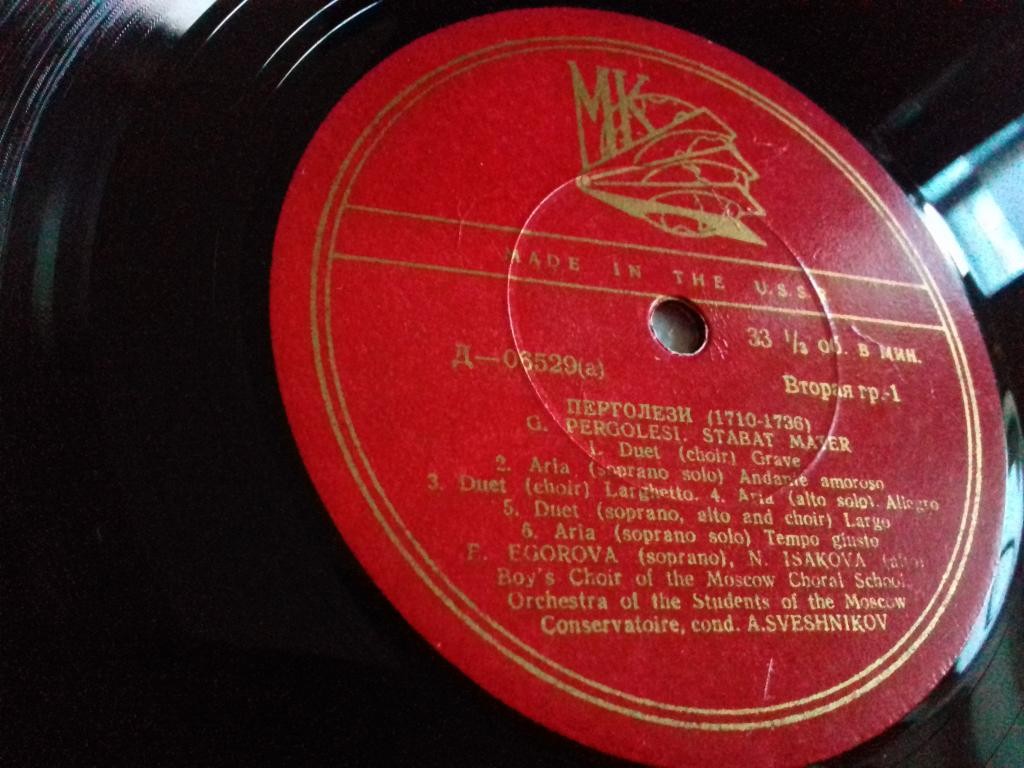 МК
MADE IN THE U.S.S.R
Д—06529(а)
33 ⅓ об. в мин.
Вторая гр.-1
ПЕРГОЛЕЗИ (1710-1736)
G. PERGOLESI. STABAT MATER
1. Duet (choir) Grave
2. Aria (soprano solo) Andante amoroso
3. Duet (choir) Larghetto. 4. Aria (alto solo). Allegro
5. Duet (soprano, alto and choir) Largo
6. Aria (soprano solo) Tempo giusto
E. EGOROVA (soprano), N. ISAKOVA (alto)
Boy's Choir of the Moscow Choral School.
Orchestra of the Students of the Moscow
Conservatoire, cond. A.SVESHNIKOV